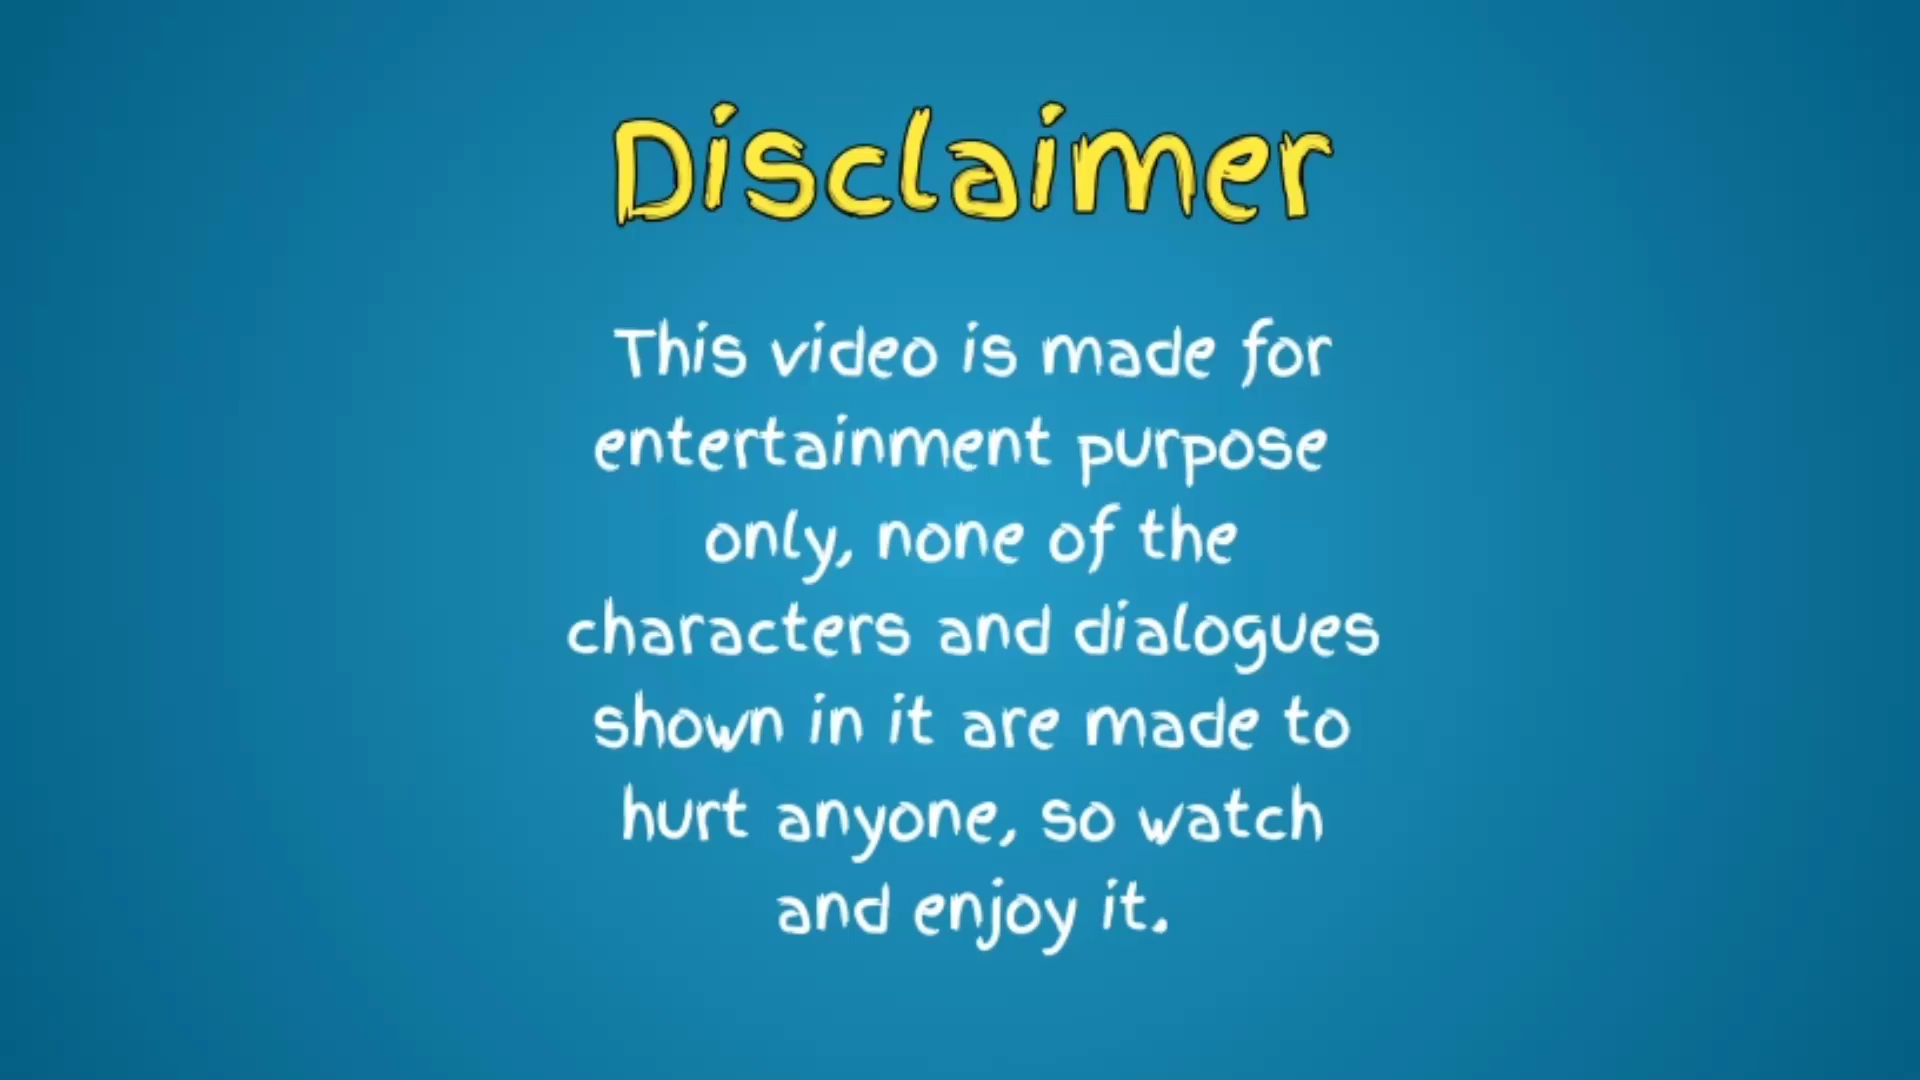 Disclaimer
This video is made for
entertainment purpose
only, none of the
characters and dialogues
shown in it are made to
hurt anyone, so watch
and enjoy it.